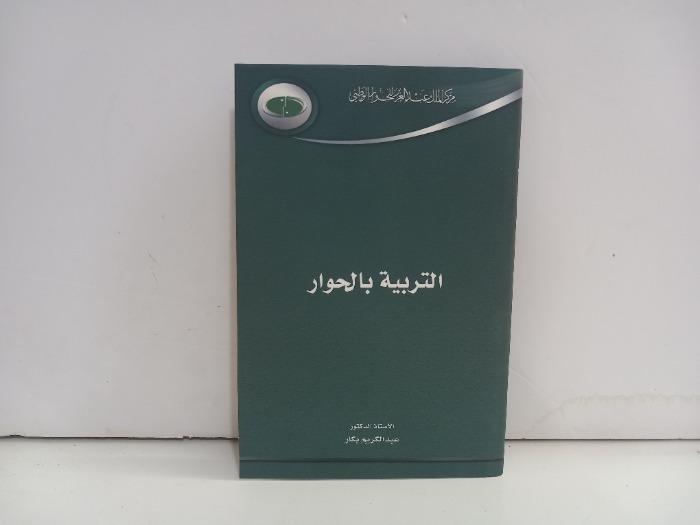 مركز الملك عبدالعزيز للحوار الوطني
التربية بالحوار
الأستاذ الدكتور
عبدالكريم بكار